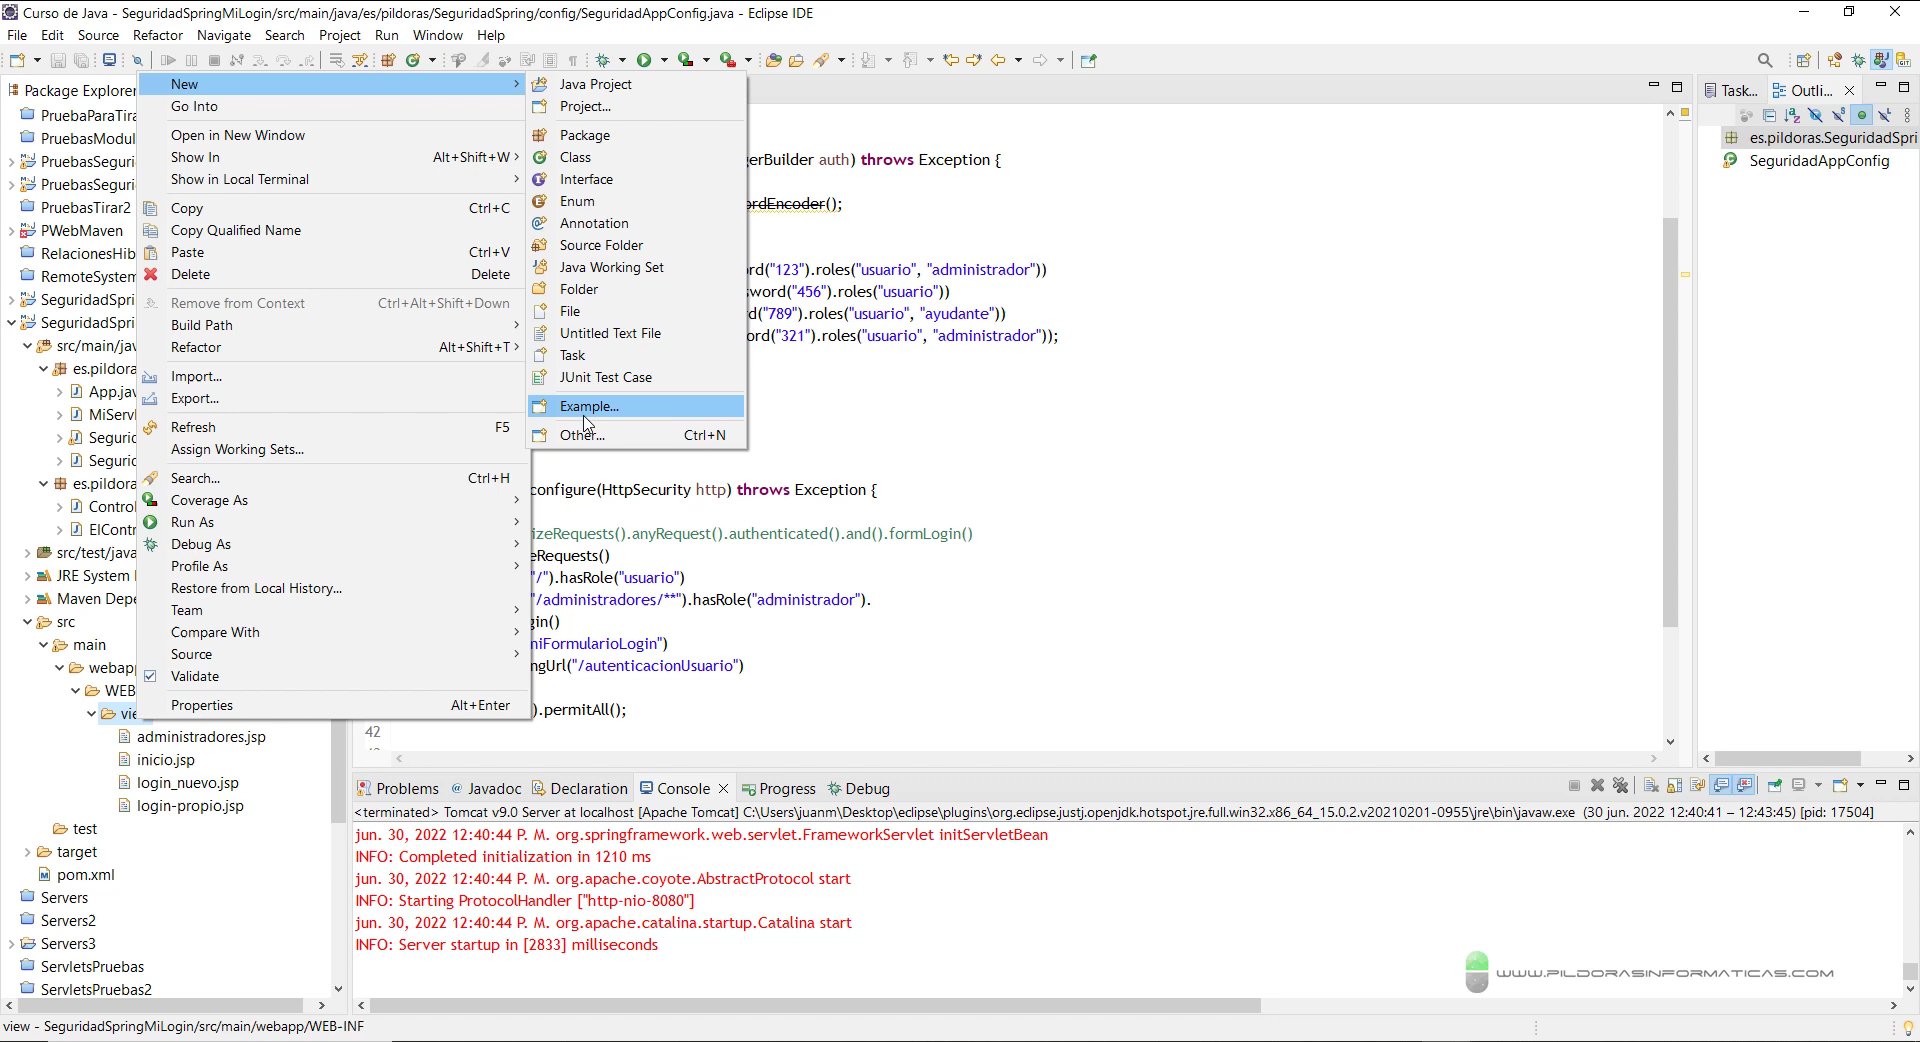 Curso de Java - SeguridadSpringMiLogin/src/main/java/es/pildoras/SeguridadSpring/config/SeguridadAppConfig.java - Eclipse IDE
File Edit Source Refactor Navigate Search Project Run Window Help
Package Explorer
PruebaParaTira
PruebasModul
PruebasSeguri
PruebasSeguri
PruebasTirar2
PWebMaven
RelacionesHib
RemoteSystem
SeguridadSpri
SeguridadSpri
src/main/jav
es.pildora
App.jav
MiServl
Segurid
Segurid
es.pildora
Control
ElContr
src/test/java
JRE System
Maven Depe
src
main
webapp
WEB
vie
administradores.jsp
inicio.jsp
login_nuevo.jsp
login-propio.jsp
test
target
pom.xml
Servers
Servers2
Servers3
ServletsPruebas
ServletsPruebas2
New
Go Into
Open in New Window
Show In Alt+Shift+W
Show in Local Terminal
Copy Ctrl+C
Copy Qualified Name
Paste Ctrl+V
Delete Delete
Remove from Context Ctrl+Alt+Shift+Down
Build Path
Refactor Alt+Shift+T
Import...
Export...
Refresh F5
Assign Working Sets...
Search... Ctrl+H
Coverage As
Run As
Debug As
Profile As
Restore from Local History...
Team
Compare With
Source
Validate
Properties Alt+Enter
Java Project
Project...
Package
Class
Interface
Enum
Annotation
Source Folder
Java Working Set
Folder
File
Untitled Text File
Task
JUnit Test Case
Example...
Other... Ctrl+N
gerBuilder auth) throws Exception {
ordEncoder();
rd("123").roles("usuario", "administrador"))
sword("456").roles("usuario"))
d("789").roles("usuario", "ayudante"))
ord("321").roles("usuario", "administrador"));
configure(HttpSecurity http) throws Exception {
izeRequests().anyRequest().authenticated().and().formLogin()
eRequests()
"/").hasRole("usuario")
"/administradores/**").hasRole("administrador").
gin()
niFormularioLogin")
ngUrl("/autenticacionUsuario")
).permitAll();
42
Task... Outli...
es.pildoras.SeguridadSpri
SeguridadAppConfig
Problems Javadoc Declaration Console Progress Debug
<terminated> Tomcat v9.0 Server at localhost [Apache Tomcat] C:\Users\juanm\Desktop\eclipse\plugins\org.eclipse.justj.openjdk.hotspot.jre.full.win32.x86_64_15.0.2.v20210201-0955\jre\bin\javaw.exe (30 jun. 2022 12:40:41 – 12:43:45) [pid: 17504]
jun. 30, 2022 12:40:44 P. M. org.springframework.web.servlet.FrameworkServlet initServletBean
INFO: Completed initialization in 1210 ms
jun. 30, 2022 12:40:44 P. M. org.apache.coyote.AbstractProtocol start
INFO: Starting ProtocolHandler ["http-nio-8080"]
jun. 30, 2022 12:40:44 P. M. org.apache.catalina.startup.Catalina start
INFO: Server startup in [2833] milliseconds
WWW.PILDORASINFORMATICAS.COM
view - SeguridadSpringMiLogin/src/main/webapp/WEB-INF